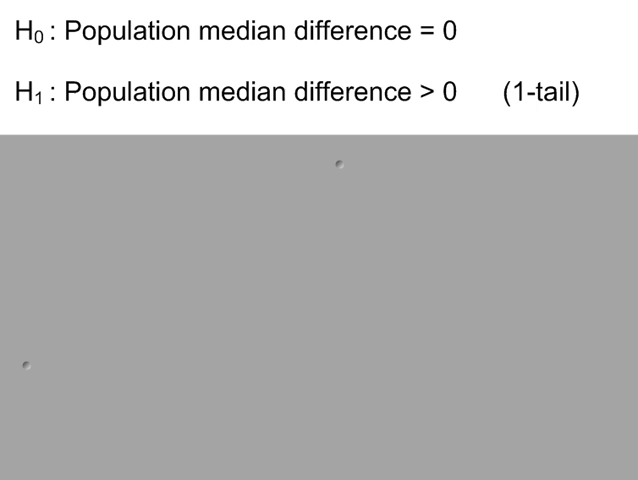 H₀ : Population median difference = 0
H₁ : Population median difference > 0 (1-tail)